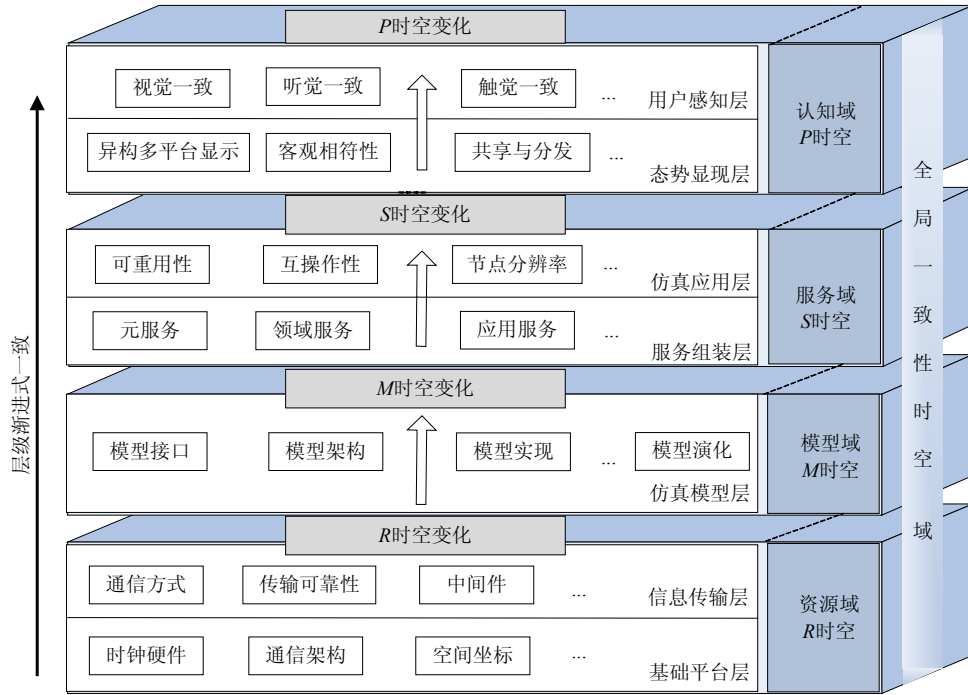 P时空变化
视觉一致
听觉一致
触觉一致
...
用户感知层
异构多平台显示
客观相符性
共享与分发
...
态势显现层
认知域
P时空
S时空变化
可重用性
互操作性
节点分辨率
...
仿真应用层
元服务
领域服务
应用服务
...
服务组装层
服务域
S时空
M时空变化
模型接口
模型架构
模型实现
...
模型演化
仿真模型层
模型域
M时空
R时空变化
通信方式
传输可靠性
中间件
...
信息传输层
时钟硬件
通信架构
空间坐标
...
基础平台层
资源域
R时空
层级渐进式一致
全局一致性时空域